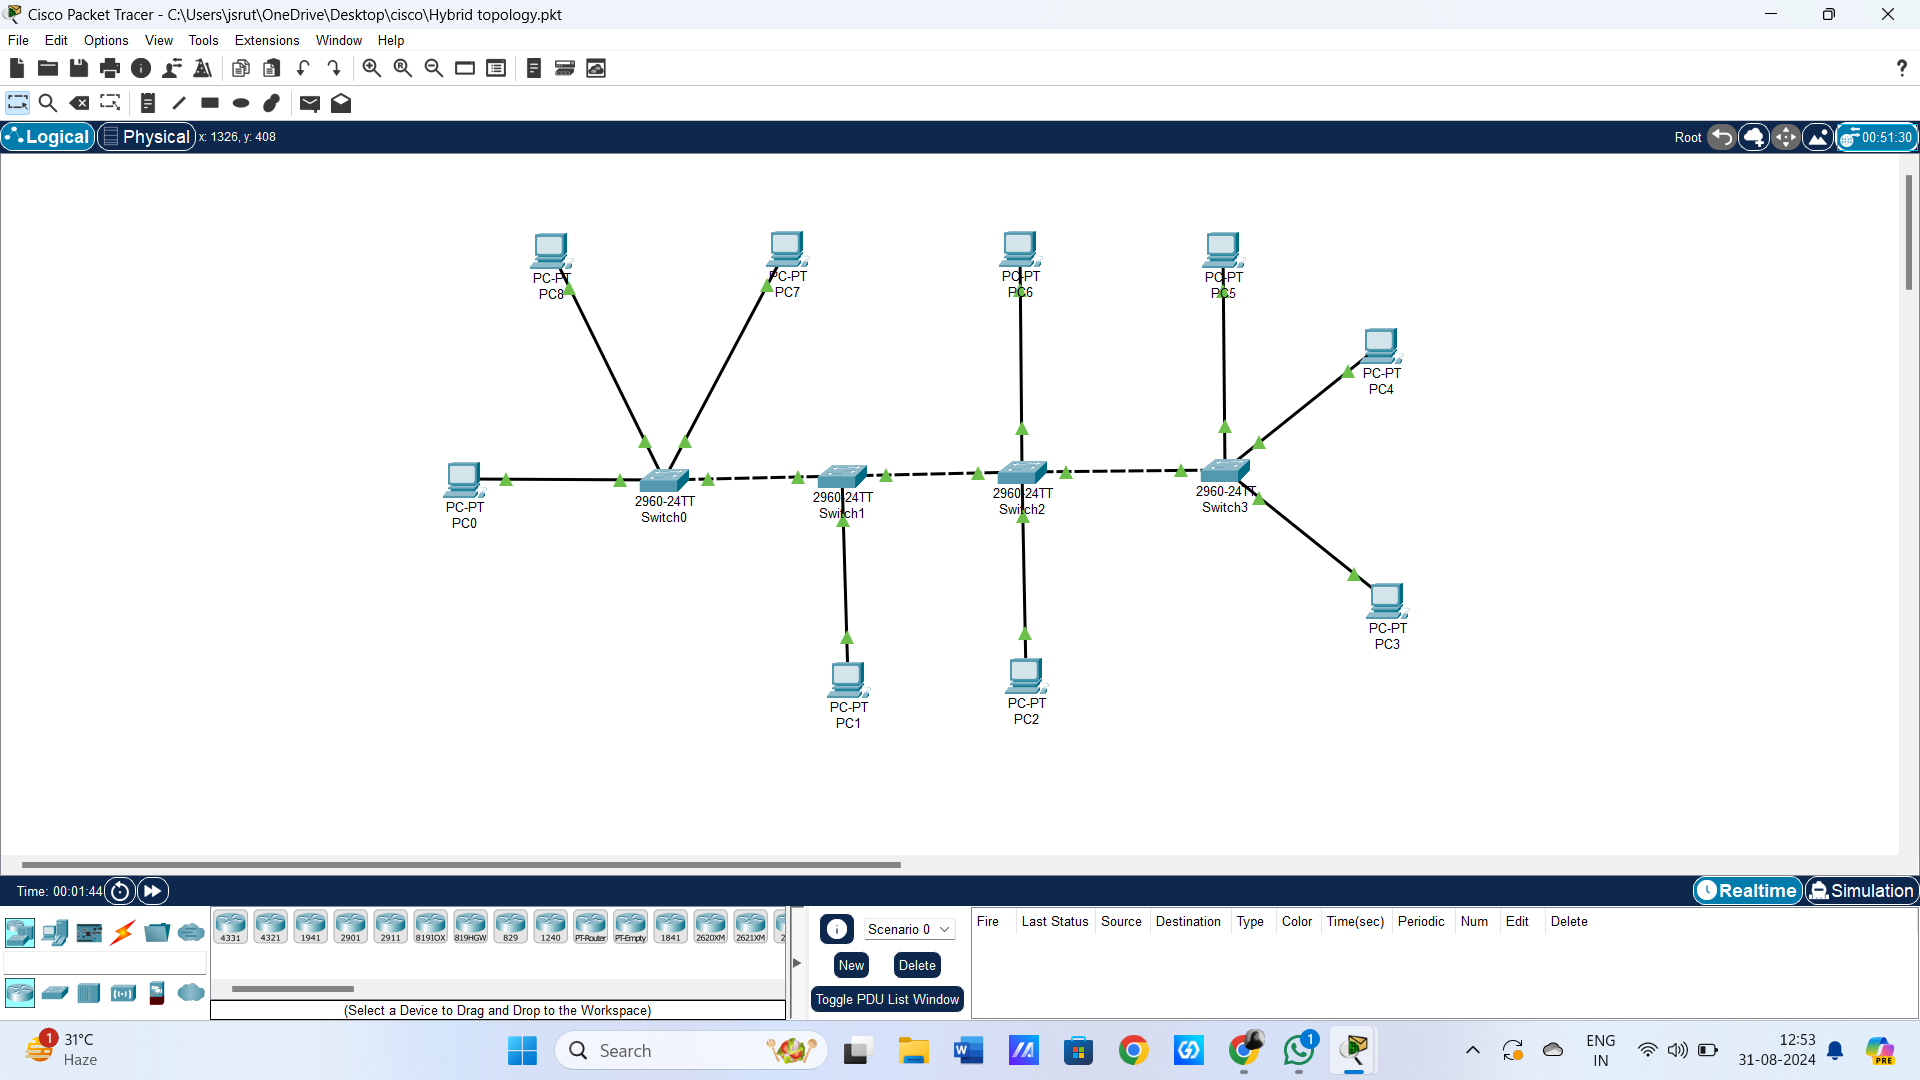 Cisco Packet Tracer - C:\Users\jsrut\OneDrive\Desktop\cisco\Hybrid topology.pkt
File Edit Options View Tools Extensions Window Help
?
Logical Physical x: 1326, y: 408 Root 00:51:30
PC-PT
PC8
PC-PT
PC7
PC-PT
PC6
PC-PT
PC5
PC-PT
PC4
PC-PT
PC0
2960-24TT
Switch0
2960-24TT
Switch1
2960-24TT
Switch2
2960-24TT
Switch3
PC-PT
PC3
PC-PT
PC1
PC-PT
PC2
Time: 00:01:44 Realtime Simulation
4331 4321 1941 2901 2911 819IOX 819HGW 829 1240 PT-Router PT-Empty 1841 2620XM 2621XM 2
(Select a Device to Drag and Drop to the Workspace)
Scenario 0
New Delete
Toggle PDU List Window
Fire Last Status Source Destination Type Color Time(sec) Periodic Num Edit Delete
1 31°C
Haze
Search
1
ENG
IN
12:53
31-08-2024
PRE